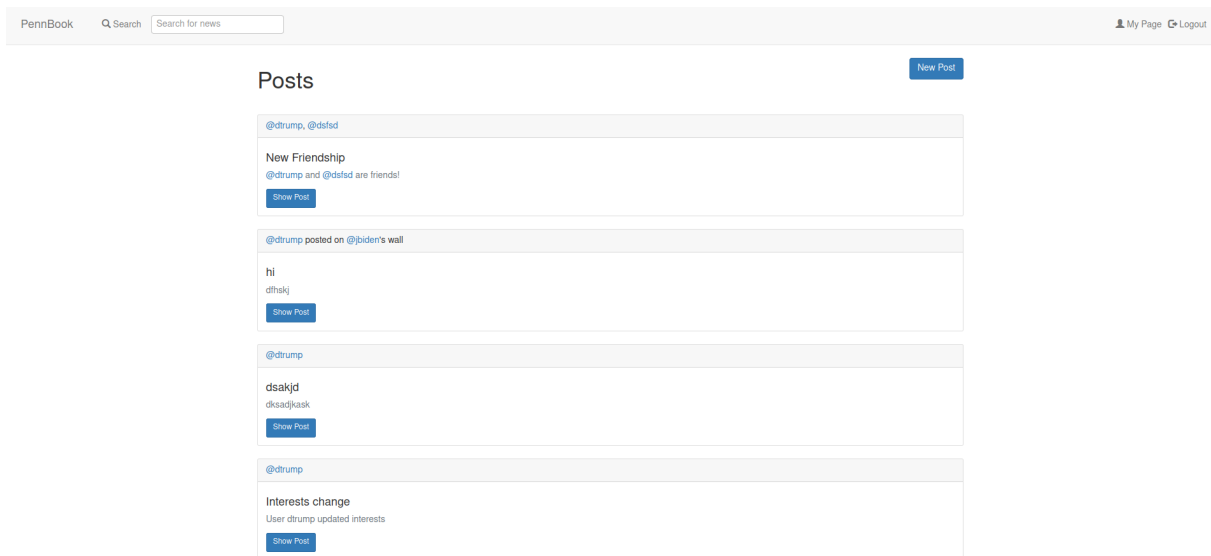 PennBook Search Search for news My Page Logout
Posts
New Post
@dtrump, @dsfsd
New Friendship
@dtrump and @dsfsd are friends!
Show Post
@dtrump posted on @jbiden's wall
hi
dfhskj
Show Post
@dtrump
dsakjd
dksadjkask
Show Post
@dtrump
Interests change
User dtrump updated interests
Show Post